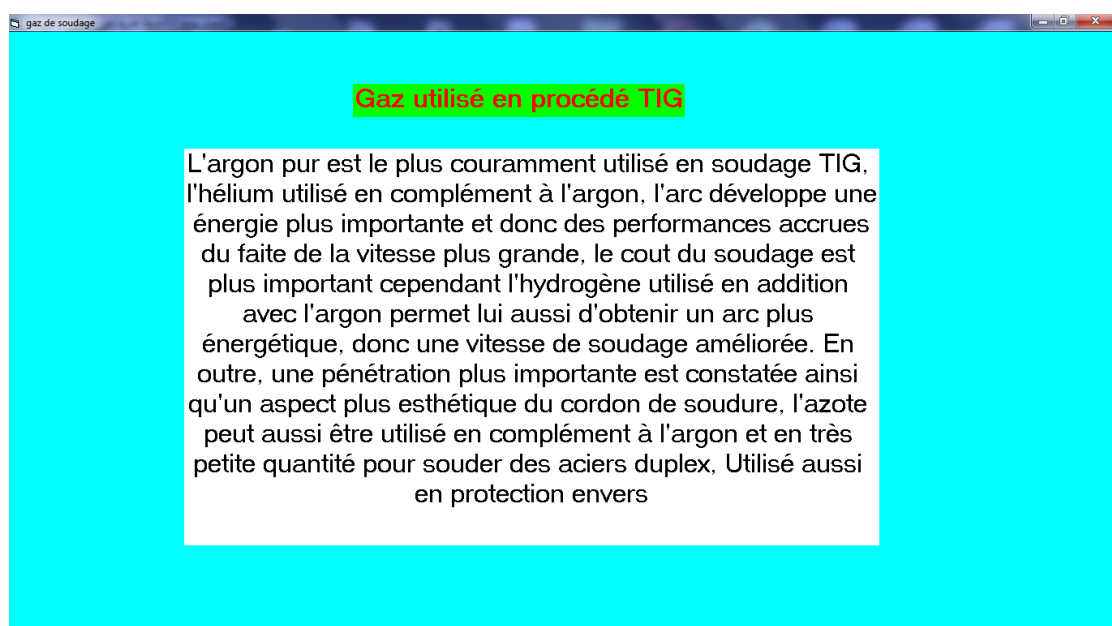 gaz de soudage
Gaz utilisé en procédé TIG
L'argon pur est le plus couramment utilisé en soudage TIG,
l'hélium utilisé en complément à l'argon, l'arc développe une
énergie plus importante et donc des performances accrues
du faite de la vitesse plus grande, le cout du soudage est
plus important cependant l'hydrogène utilisé en addition
avec l'argon permet lui aussi d'obtenir un arc plus
énergétique, donc une vitesse de soudage améliorée. En
outre, une pénétration plus importante est constatée ainsi
qu'un aspect plus esthétique du cordon de soudure, l'azote
peut aussi être utilisé en complément à l'argon et en très
petite quantité pour souder des aciers duplex, Utilisé aussi
en protection envers